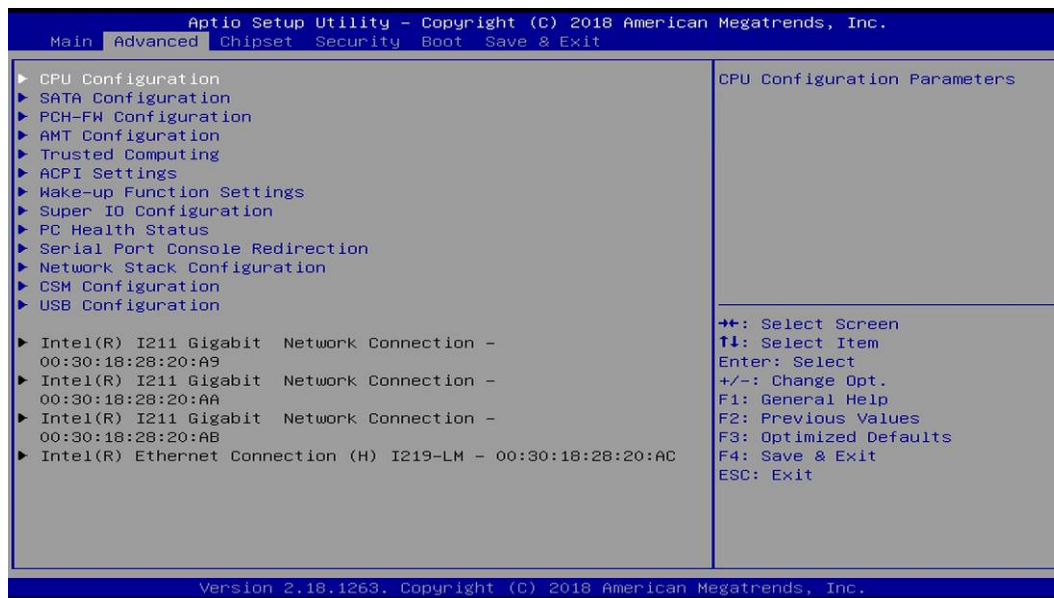 Aptio Setup Utility – Copyright (C) 2018 American Megatrends, Inc.
Main Advanced Chipset Security Boot Save & Exit
► CPU Configuration
► SATA Configuration
► PCH-FW Configuration
► AMT Configuration
► Trusted Computing
► ACPI Settings
► Wake-up Function Settings
► Super IO Configuration
► PC Health Status
► Serial Port Console Redirection
► Network Stack Configuration
► CSM Configuration
► USB Configuration
► Intel(R) I211 Gigabit  Network Connection –
00:30:18:28:20:A9
► Intel(R) I211 Gigabit  Network Connection –
00:30:18:28:20:AA
► Intel(R) I211 Gigabit  Network Connection –
00:30:18:28:20:AB
► Intel(R) Ethernet Connection (H) I219-LM – 00:30:18:28:20:AC
CPU Configuration Parameters
→←: Select Screen
↑↓: Select Item
Enter: Select
+/-: Change Opt.
F1: General Help
F2: Previous Values
F3: Optimized Defaults
F4: Save & Exit
ESC: Exit
Version 2.18.1263. Copyright (C) 2018 American Megatrends, Inc.